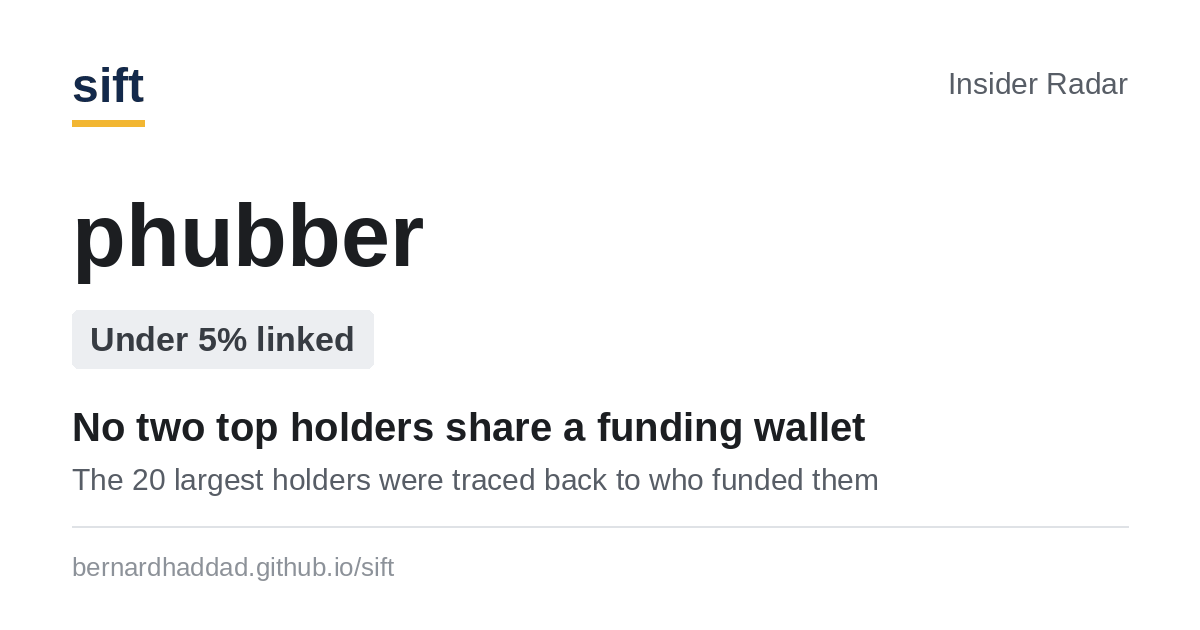 sift
Insider Radar
phubber
Under 5% linked
No two top holders share a funding wallet
The 20 largest holders were traced back to who funded them
bernardhaddad.github.io/sift